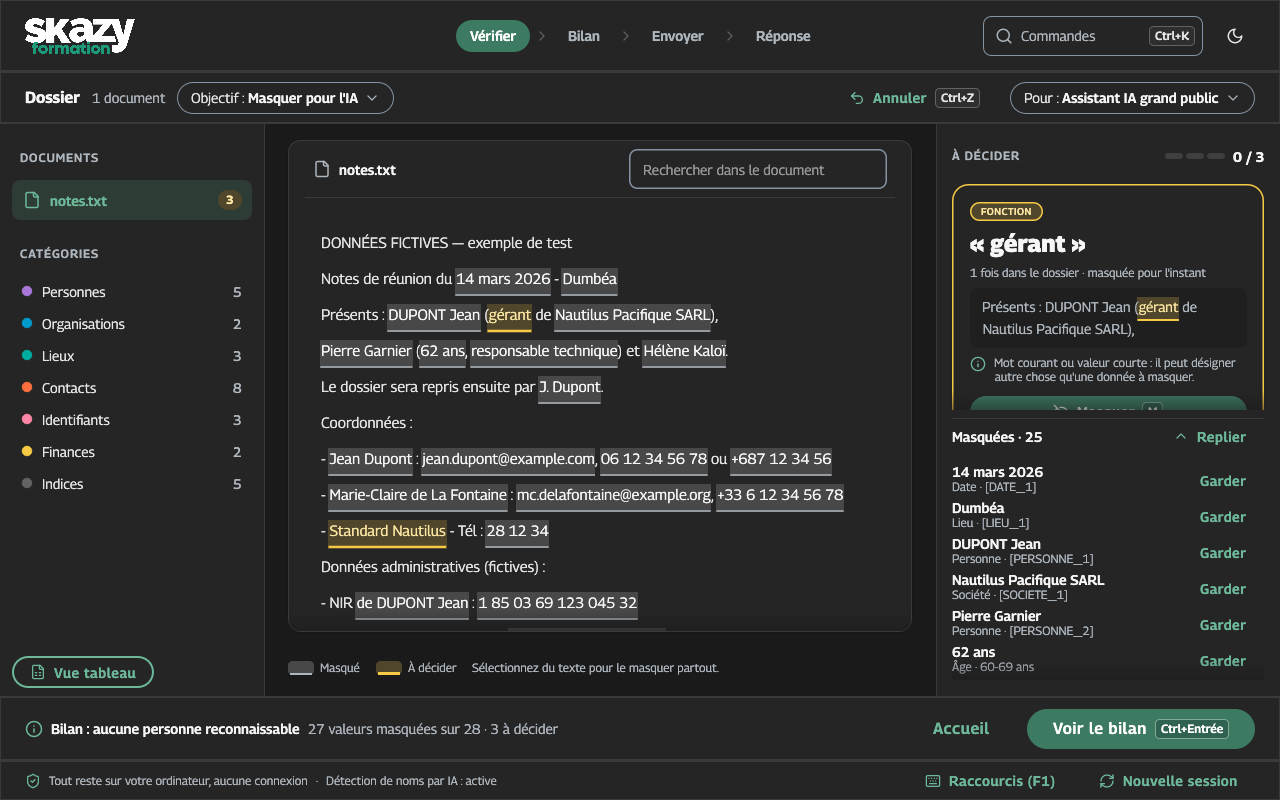 skazy
formation
Vérifier
Bilan
Envoyer
Réponse
Commandes Ctrl+K
Dossier 1 document
Objectif : Masquer pour l'IA
Annuler Ctrl+Z
Pour : Assistant IA grand public
DOCUMENTS
notes.txt 3
CATÉGORIES
Personnes 5
Organisations 2
Lieux 3
Contacts 8
Identifiants 3
Finances 2
Indices 5
Vue tableau
notes.txt
Rechercher dans le document
DONNÉES FICTIVES — exemple de test
Notes de réunion du 14 mars 2026 - Dumbéa
Présents : DUPONT Jean (gérant de Nautilus Pacifique SARL),
Pierre Garnier (62 ans, responsable technique) et Hélène Kaloï.
Le dossier sera repris ensuite par J. Dupont.
Coordonnées :
- Jean Dupont : jean.dupont@example.com, 06 12 34 56 78 ou +687 12 34 56
- Marie-Claire de La Fontaine : mc.delafontaine@example.org, +33 6 12 34 56 78
- Standard Nautilus - Tél : 28 12 34
Données administratives (fictives) :
- NIR de DUPONT Jean : 1 85 03 69 123 045 32
Masqué
À décider
Sélectionnez du texte pour le masquer partout.
À DÉCIDER 0 / 3
FONCTION
« gérant »
1 fois dans le dossier · masquée pour l'instant
Présents : DUPONT Jean (gérant de
Nautilus Pacifique SARL),
Mot courant ou valeur courte : il peut désigner
autre chose qu'une donnée à masquer.
Masquées · 25 Replier
14 mars 2026
Date · [DATE_1]
Garder
Dumbéa
Lieu · [LIEU_1]
Garder
DUPONT Jean
Personne · [PERSONNE_1]
Garder
Nautilus Pacifique SARL
Société · [SOCIETE_1]
Garder
Pierre Garnier
Personne · [PERSONNE_2]
Garder
62 ans
Âge · 60-69 ans
Garder
Bilan : aucune personne reconnaissable 27 valeurs masquées sur 28 · 3 à décider
Accueil
Voir le bilan Ctrl+Entrée
Tout reste sur votre ordinateur, aucune connexion · Détection de noms par IA : active
Raccourcis (F1)
Nouvelle session